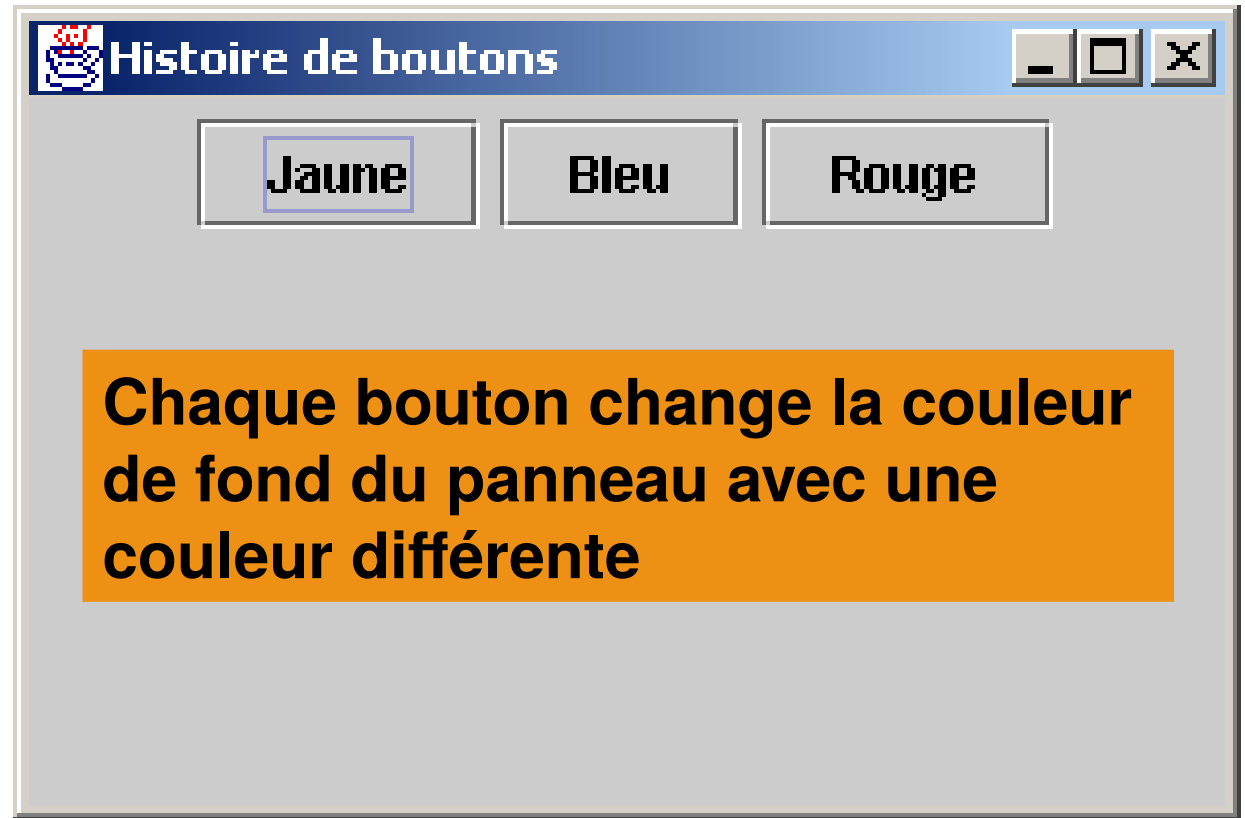 Histoire de boutons
Jaune Bleu Rouge
Chaque bouton change la couleur
de fond du panneau avec une
couleur différente